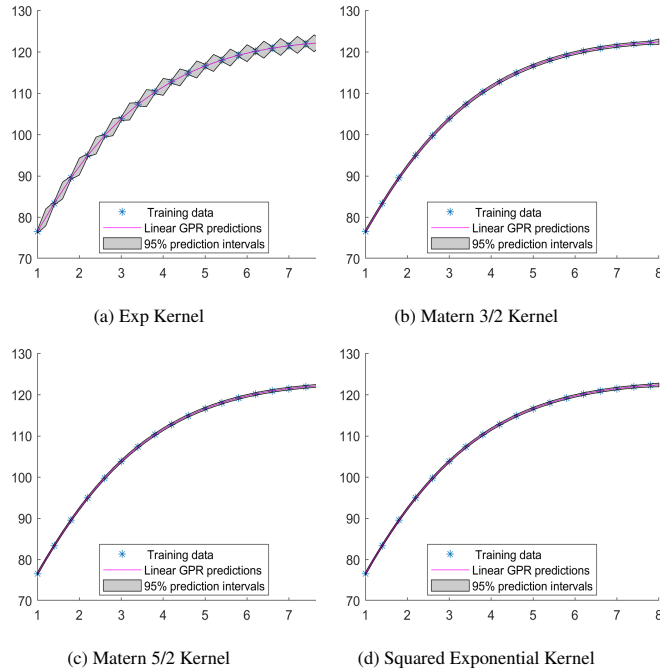 130
120
110
100
90
80
70
Training data
Linear GPR predictions
95% prediction intervals
1 2 3 4 5 6 7
(a) Exp Kernel
130
120
110
100
90
80
70
Training data
Linear GPR predictions
95% prediction intervals
1 2 3 4 5 6 7 8
(b) Matern 3/2 Kernel
130
120
110
100
90
80
70
Training data
Linear GPR predictions
95% prediction intervals
1 2 3 4 5 6 7
(c) Matern 5/2 Kernel
130
120
110
100
90
80
70
Training data
Linear GPR predictions
95% prediction intervals
1 2 3 4 5 6 7 8
(d) Squared Exponential Kernel